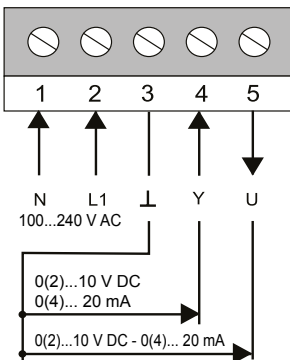 1 2 3 4 5
N L1 ⊥ Y U
100...240 V AC
0(2)...10 V DC
0(4)... 20 mA
0(2)...10 V DC - 0(4)... 20 mA